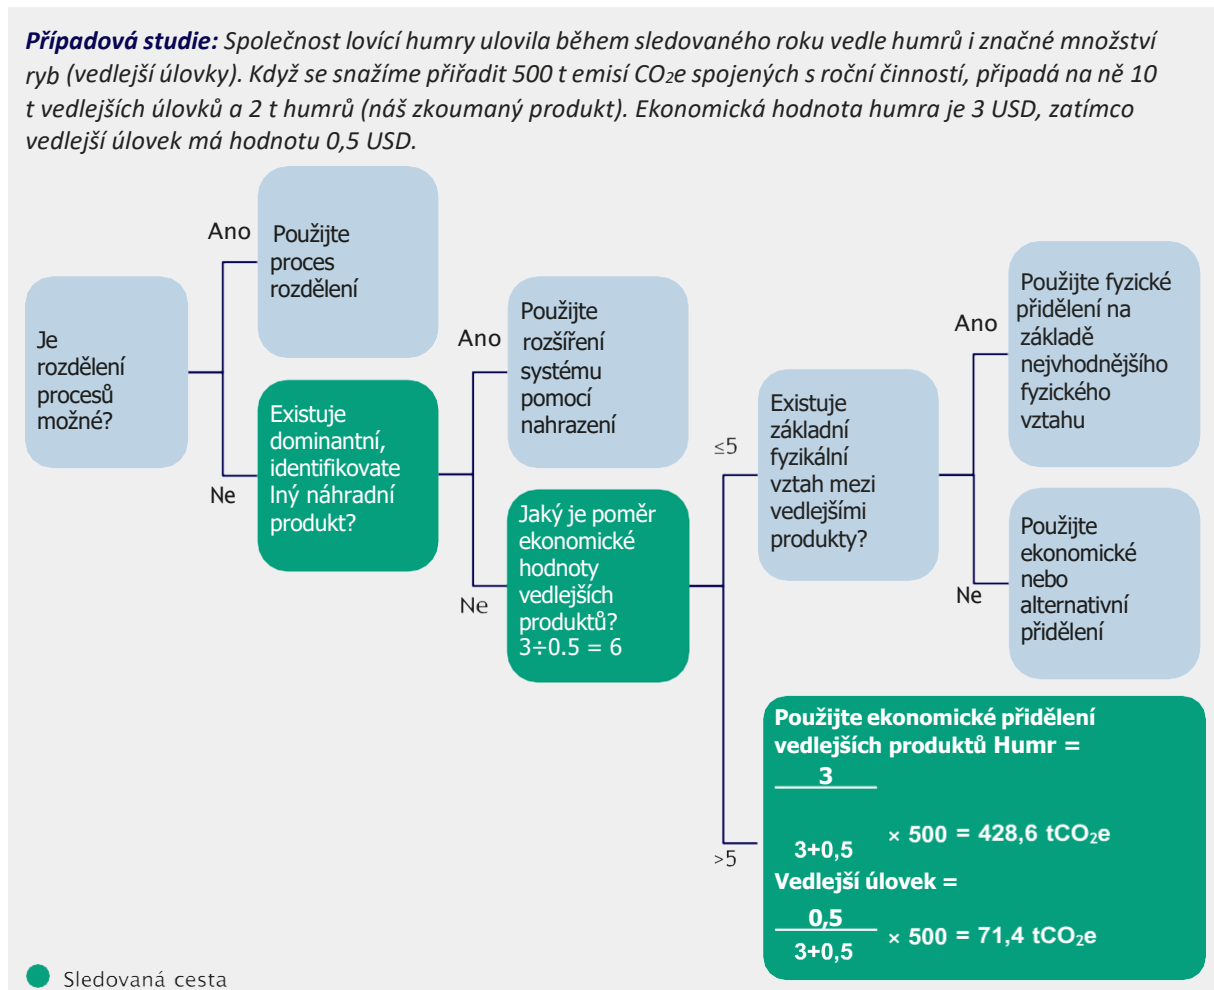 Případová studie: Společnost lovící humry ulovila během sledovaného roku vedle humrů i značné množství
ryb (vedlejší úlovky). Když se snažíme přiřadit 500 t emisí CO₂e spojených s roční činností, připadá na ně 10
t vedlejších úlovků a 2 t humrů (náš zkoumaný produkt). Ekonomická hodnota humra je 3 USD, zatímco
vedlejší úlovek má hodnotu 0,5 USD.
Je
rozdělení
procesů
možné?
Ano
Použijte
proces
rozdělení
Ne
Existuje
dominantní,
identifikovate
lný náhradní
produkt?
Ano
Použijte
rozšíření
systému
pomocí
nahrazení
Ne
Jaký je poměr
ekonomické
hodnoty
vedlejších
produktů?
3÷0.5 = 6
≤5
Existuje
základní
fyzikální
vztah mezi
vedlejšími
produkty?
Ano
Použijte fyzické
přidělení na
základě
nejvhodnějšího
fyzického
vztahu
Ne
Použijte
ekonomické
nebo
alternativní
přidělení
>5
Použijte ekonomické přidělení
vedlejších produktů Humr =
3
3+0,5
× 500 = 428,6 tCO₂e
Vedlejší úlovek =
0,5
3+0,5
× 500 = 71,4 tCO₂e
Sledovaná cesta